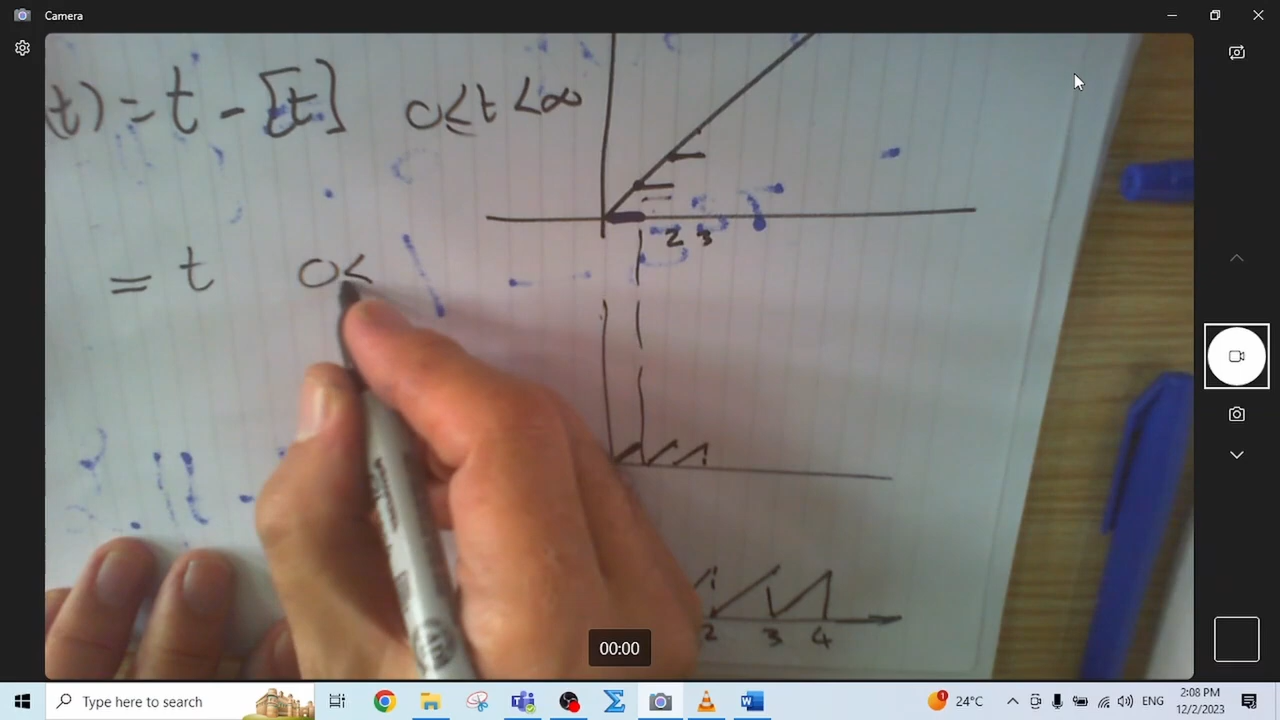 Camera
(t) = t - [t] 0 ≤ t < ∞
2 3
= t 0 <
2 3 4
00:00
Type here to search
24°C
ENG
2:08 PM
12/2/2023